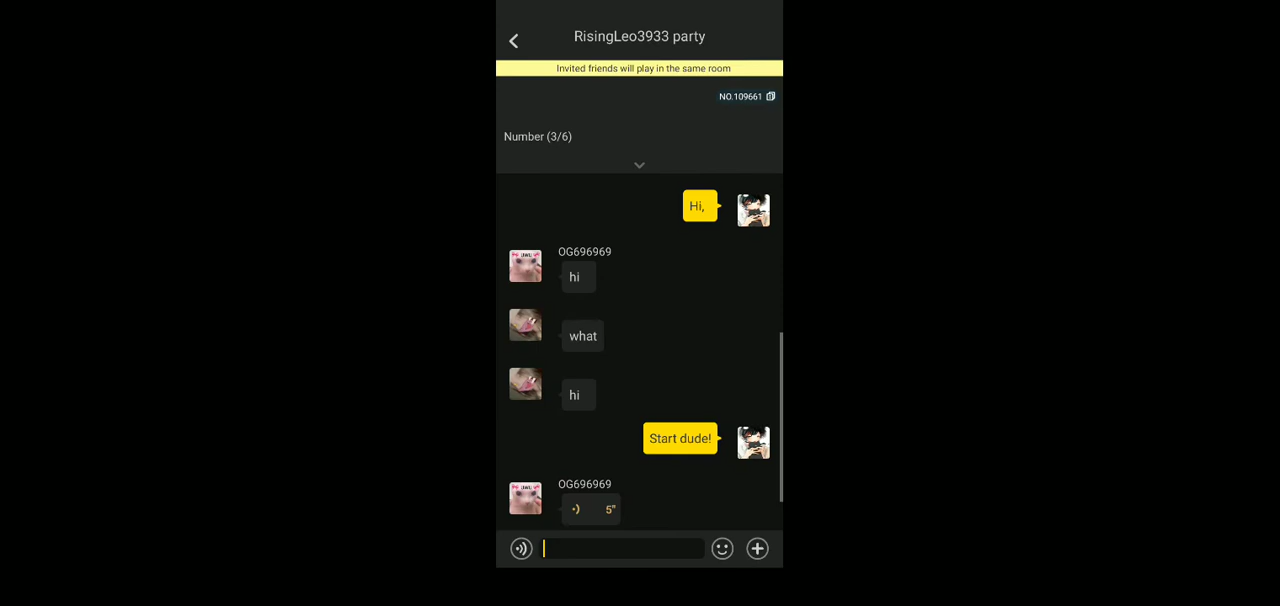 RisingLeo3933 party
Invited friends will play in the same room
NO.109661
Number (3/6)
Hi,
OG696969
hi
what
hi
Start dude!
OG696969
5"